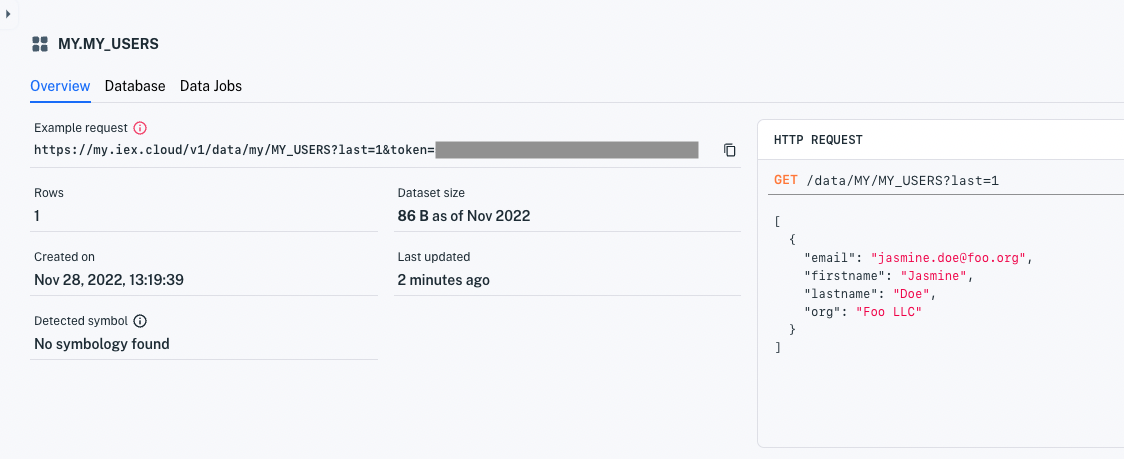 MY.MY_USERS
Overview Database Data Jobs
Example request
https://my.iex.cloud/v1/data/my/MY_USERS?last=1&token=
Rows
1
Dataset size
86 B as of Nov 2022
Created on
Nov 28, 2022, 13:19:39
Last updated
2 minutes ago
Detected symbol
No symbology found
HTTP REQUEST
GET /data/MY/MY_USERS?last=1
[
{
"email": "jasmine.doe@foo.org",
"firstname": "Jasmine",
"lastname": "Doe",
"org": "Foo LLC"
}
]